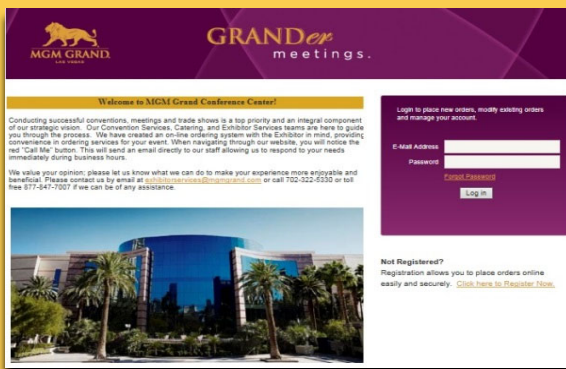 MGM GRAND.
LAS VEGAS
GRANDer
meetings.
Welcome to MGM Grand Conference Center!
Conducting successful conventions, meetings and trade shows is a top priority and an integral component
of our strategic vision. Our Convention Services, Catering, and Exhibitor Services teams are here to guide
you through the process. We have created an on-line ordering system with the Exhibitor in mind, providing
convenience in ordering services for your event. When navigating through our website, you will notice the
red "Call Me" button. This will send an email directly to our staff allowing us to respond to your needs
immediately during business hours.
We value your opinion; please let us know what we can do to make your experience more enjoyable and
beneficial. Please contact us by email at exhibitorservices@mgmgrand.com or call 702-322-5330 or toll
free 877-847-7007 if we can be of any assistance.
Login to place new orders, modify existing orders
and manage your account.
E-Mail Address
Password
Forgot Password
Log in
Not Registered?
Registration allows you to place orders online
easily and securely. Click here to Register Now.